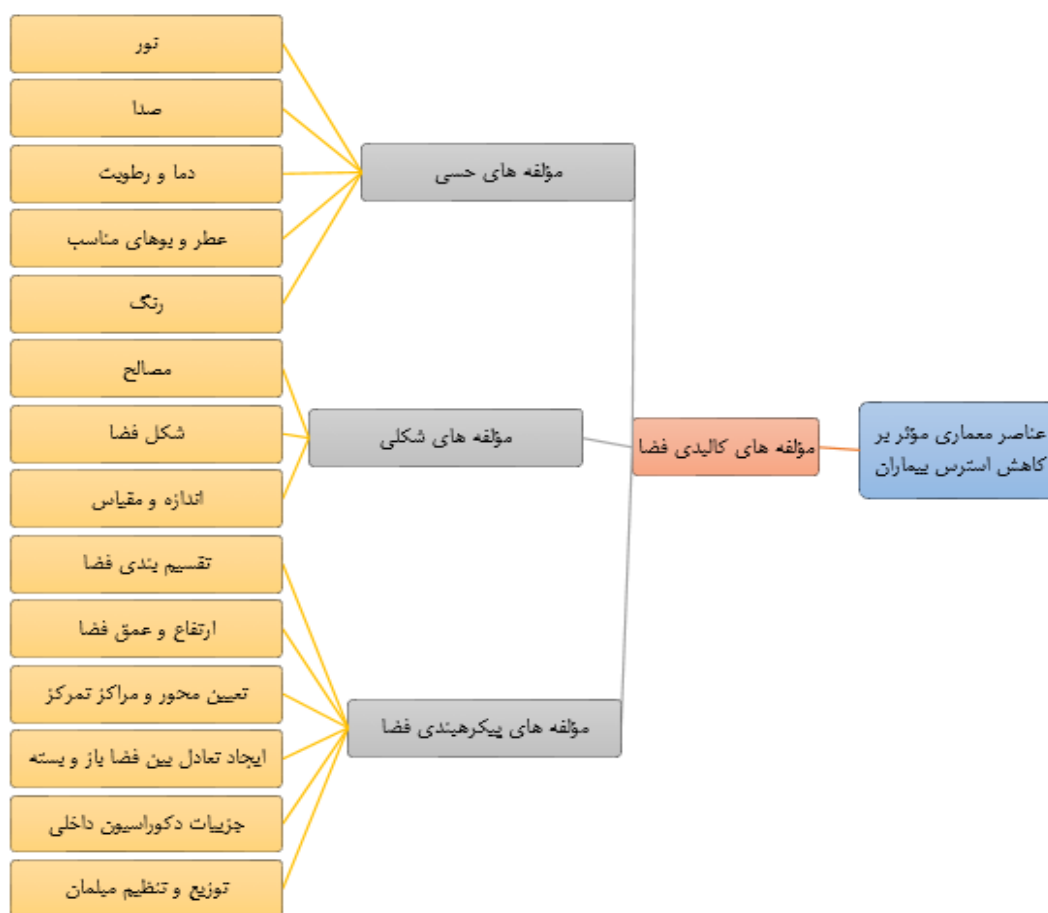 عناصر معماری مؤثر بر
کاهش استرس بیماران
مؤلفه های کالبدی فضا
مؤلفه های حسی
نور
صدا
دما و رطوبت
عطر و بوهای مناسب
رنگ
مؤلفه های شکلی
مصالح
شکل فضا
اندازه و مقیاس
مؤلفه های پیکرهبندی فضا
تقسیم بندی فضا
ارتفاع و عمق فضا
تعیین محور و مراکز تمرکز
ایجاد تعادل بین فضا باز و بسته
جزییات دکوراسیون داخلی
توزیع و تنظیم میلمان